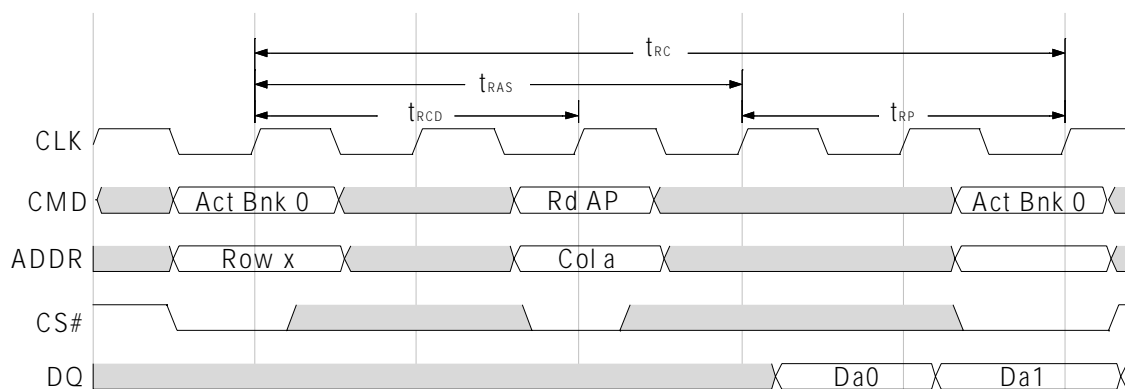 tRC
tRAS
tRCD tRP
CLK
CMD Act Bnk 0 Rd AP Act Bnk 0
ADDR Row x Col a
CS#
DQ Da0 Da1